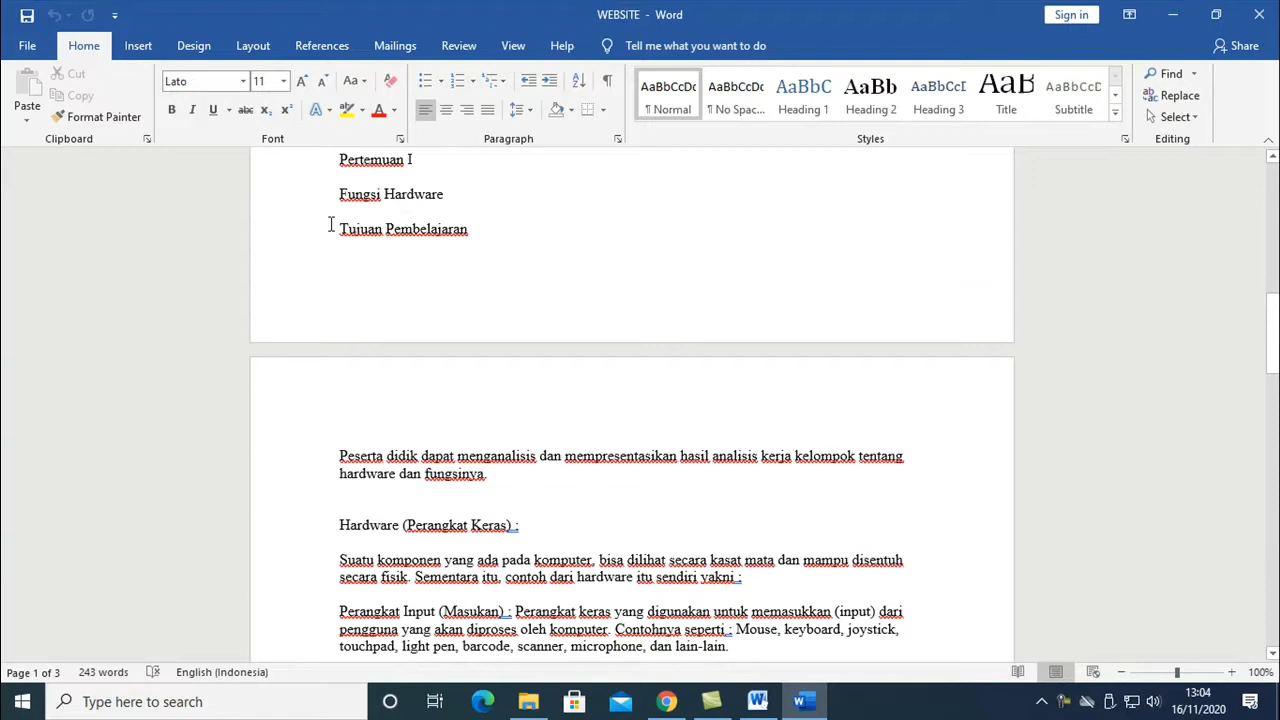 WEBSITE - Word
Sign in
File Home Insert Design Layout References Mailings Review View Help Tell me what you want to do Share
Paste
Cut
Copy
Format Painter
Clipboard
Lato 11
Font
Paragraph
AaBbCcDc AaBbCcDc AaBbC AaBb AaBbCcD AaB AaBbCcD
¶ Normal ¶ No Spac... Heading 1 Heading 2 Heading 3 Title Subtitle
Styles
Find
Replace
Select
Editing
Pertemuan I
Fungsi Hardware
Tujuan Pembelajaran
Peserta didik dapat menganalisis dan mempresentasikan hasil analisis kerja kelompok tentang
hardware dan fungsinya.
Hardware (Perangkat Keras) :
Suatu komponen yang ada pada komputer, bisa dilihat secara kasat mata dan mampu disentuh
secara fisik. Sementara itu, contoh dari hardware itu sendiri yakni :
Perangkat Input (Masukan) : Perangkat keras yang digunakan untuk memasukkan (input) dari
pengguna yang akan diproses oleh komputer. Contohnya seperti : Mouse, keyboard, joystick,
touchpad, light pen, barcode, scanner, microphone, dan lain-lain.
Page 1 of 3 243 words English (Indonesia) 100%
Type here to search
13:04
16/11/2020